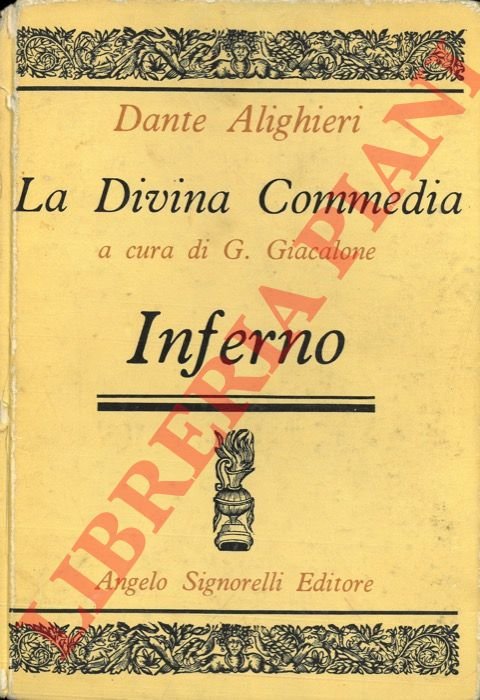 Dante Alighieri
La Divina Commedia
a cura di G. Giacalone
Inferno
Angelo Signorelli Editore
LIBRERIA PIANI